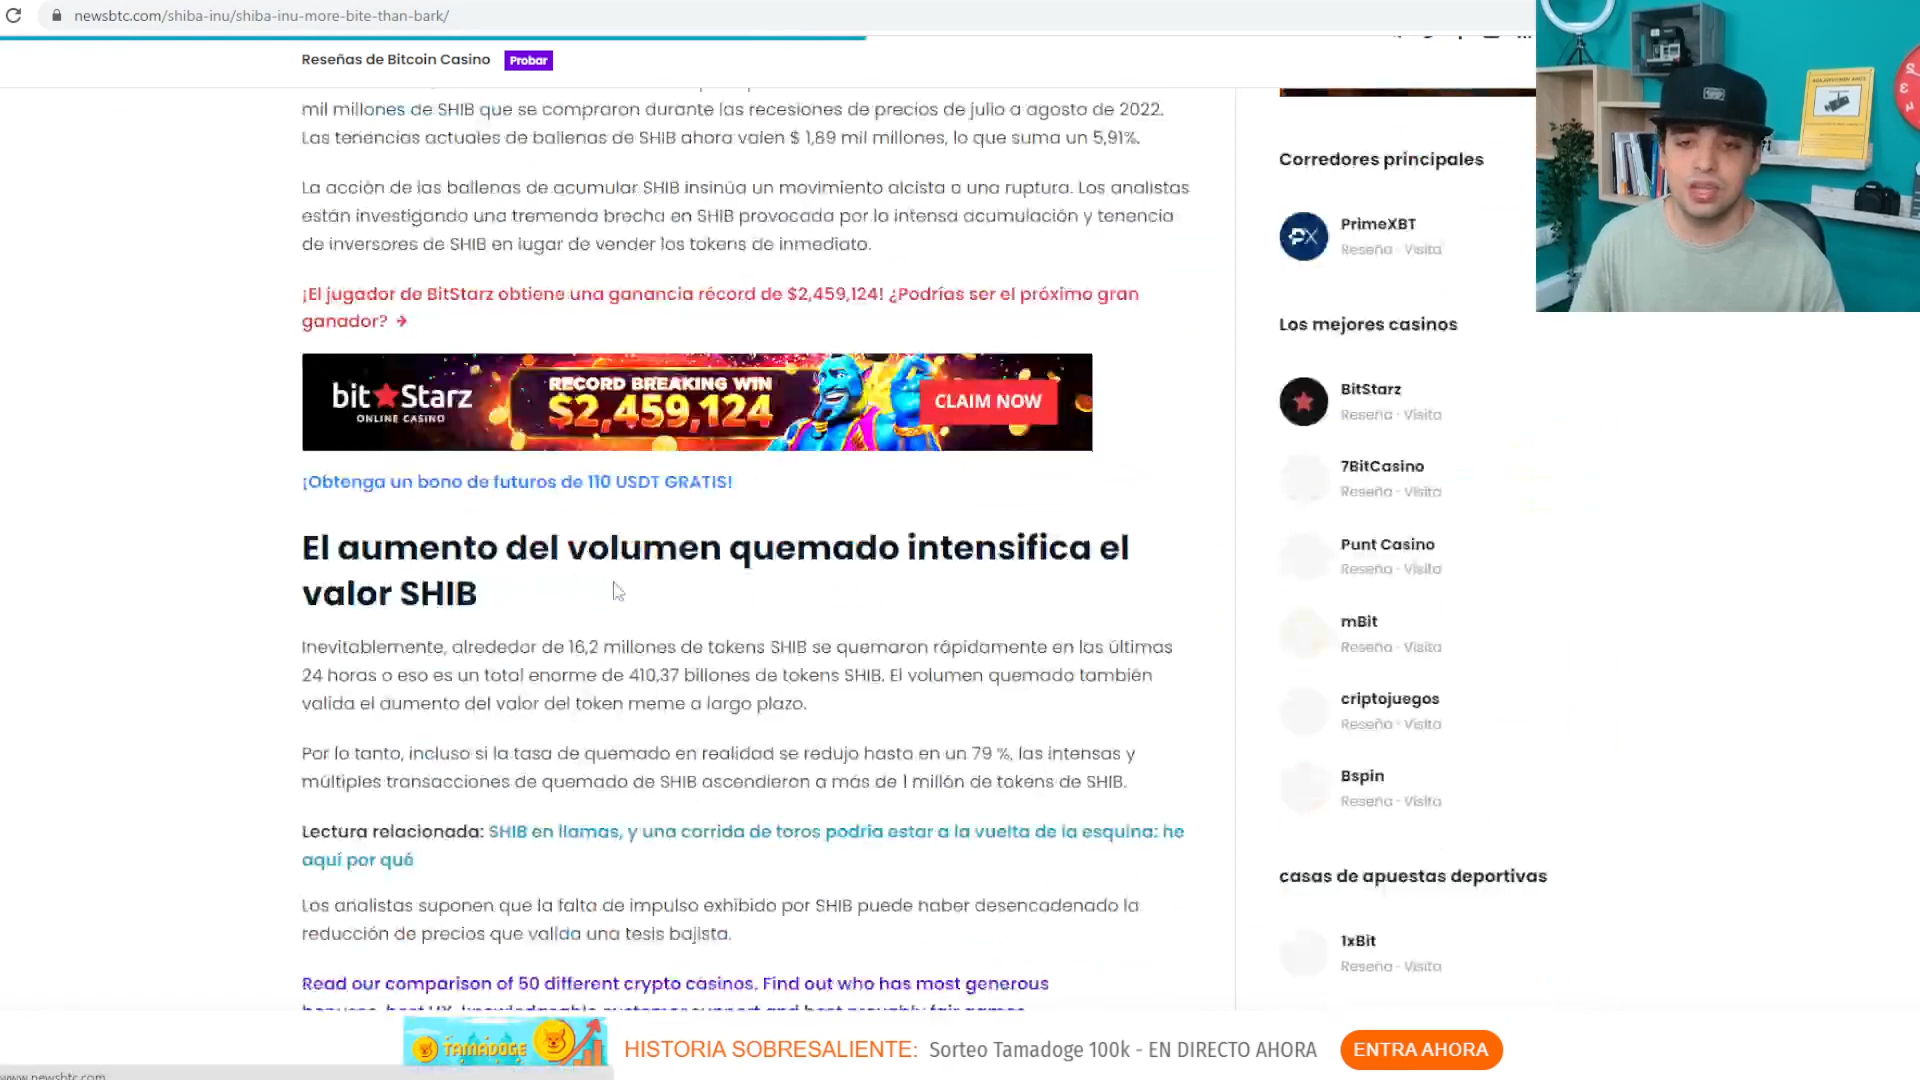 newsbtc.com/shiba-inu/shiba-inu-more-bite-than-bark/
Reseñas de Bitcoin Casino Probar
mil millones de SHIB que se compraron durante las recesiones de precios de julio a agosto de 2022.
Las tenencias actuales de ballenas de SHIB ahora valen $ 1,89 mil millones, lo que suma un 5,91%.
La acción de las ballenas de acumular SHIB insinúa un movimiento alcista o una ruptura. Los analistas
están investigando una tremenda brecha en SHIB provocada por la intensa acumulación y tenencia
de inversores de SHIB en lugar de vender los tokens de inmediato.
¡El jugador de BitStarz obtiene una ganancia récord de $2,459,124! ¿Podrías ser el próximo gran
ganador? →
bit Starz
ONLINE CASINO
RECORD BREAKING WIN
$2,459,124
CLAIM NOW
¡Obtenga un bono de futuros de 110 USDT GRATIS!
El aumento del volumen quemado intensifica el
valor SHIB
Inevitablemente, alrededor de 16,2 millones de tokens SHIB se quemaron rápidamente en las últimas
24 horas o eso es un total enorme de 410,37 billones de tokens SHIB. El volumen quemado también
valida el aumento del valor del token meme a largo plazo.
Por lo tanto, incluso si la tasa de quemado en realidad se redujo hasta en un 79 %, las intensas y
múltiples transacciones de quemado de SHIB ascendieron a más de 1 millón de tokens de SHIB.
Lectura relacionada: SHIB en llamas, y una corrida de toros podría estar a la vuelta de la esquina: he
aquí por qué
Los analistas suponen que la falta de impulso exhibido por SHIB puede haber desencadenado la
reducción de precios que valida una tesis bajista.
Read our comparison of 50 different crypto casinos. Find out who has most generous
Corredores principales
PrimeXBT
Reseña - Visita
Los mejores casinos
BitStarz
Reseña - Visita
7BitCasino
Reseña - Visita
Punt Casino
Reseña - Visita
mBit
Reseña - Visita
criptojuegos
Reseña - Visita
Bspin
Reseña - Visita
casas de apuestas deportivas
1xBit
Reseña - Visita
TAMADOGE
HISTORIA SOBRESALIENTE: Sorteo Tamadoge 100k - EN DIRECTO AHORA ENTRA AHORA
www.newsbtc.com